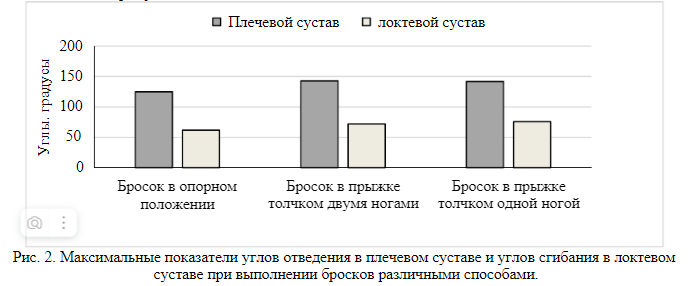 Плечевой сустав локтевой сустав
Углы. градусы
200
150
100
50
0
Бросок в опорном положении
Бросок в прыжке толчком двумя ногами
Бросок в прыжке толчком одной ногой
Рис. 2. Максимальные показатели углов отведения в плечевом суставе и углов сгибания в локтевом
суставе при выполнении бросков различными способами.